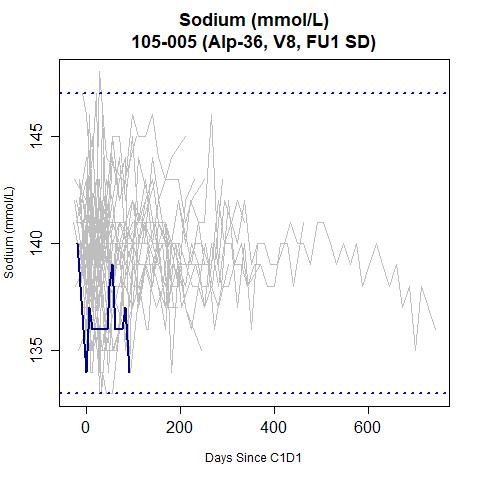 Sodium (mmol/L)
105-005 (Alp-36, V8, FU1 SD)
Sodium (mmol/L)
145
140
135
0
200
400
600
Days Since C1D1